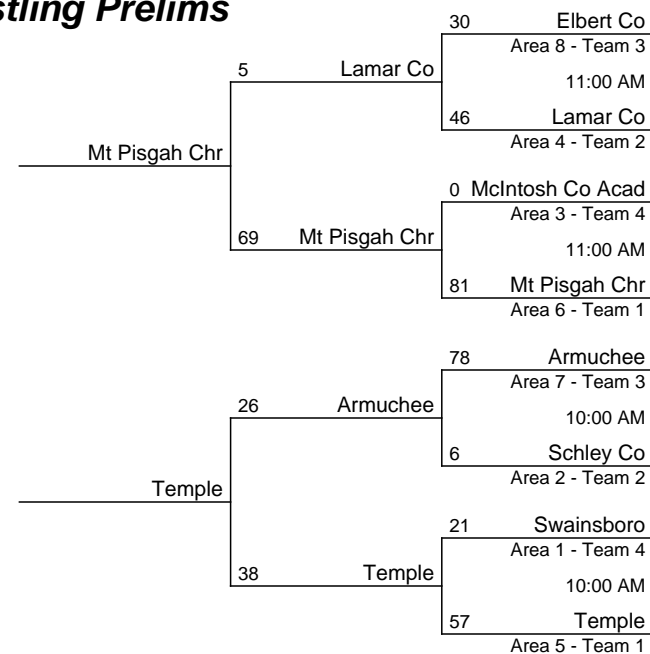 stling Prelims
30 Elbert Co
Area 8 - Team 3
5 Lamar Co
11:00 AM
46 Lamar Co
Area 4 - Team 2
Mt Pisgah Chr
0 McIntosh Co Acad
Area 3 - Team 4
69 Mt Pisgah Chr
11:00 AM
81 Mt Pisgah Chr
Area 6 - Team 1
78 Armuchee
Area 7 - Team 3
26 Armuchee
10:00 AM
6 Schley Co
Area 2 - Team 2
Temple
21 Swainsboro
Area 1 - Team 4
38 Temple
10:00 AM
57 Temple
Area 5 - Team 1